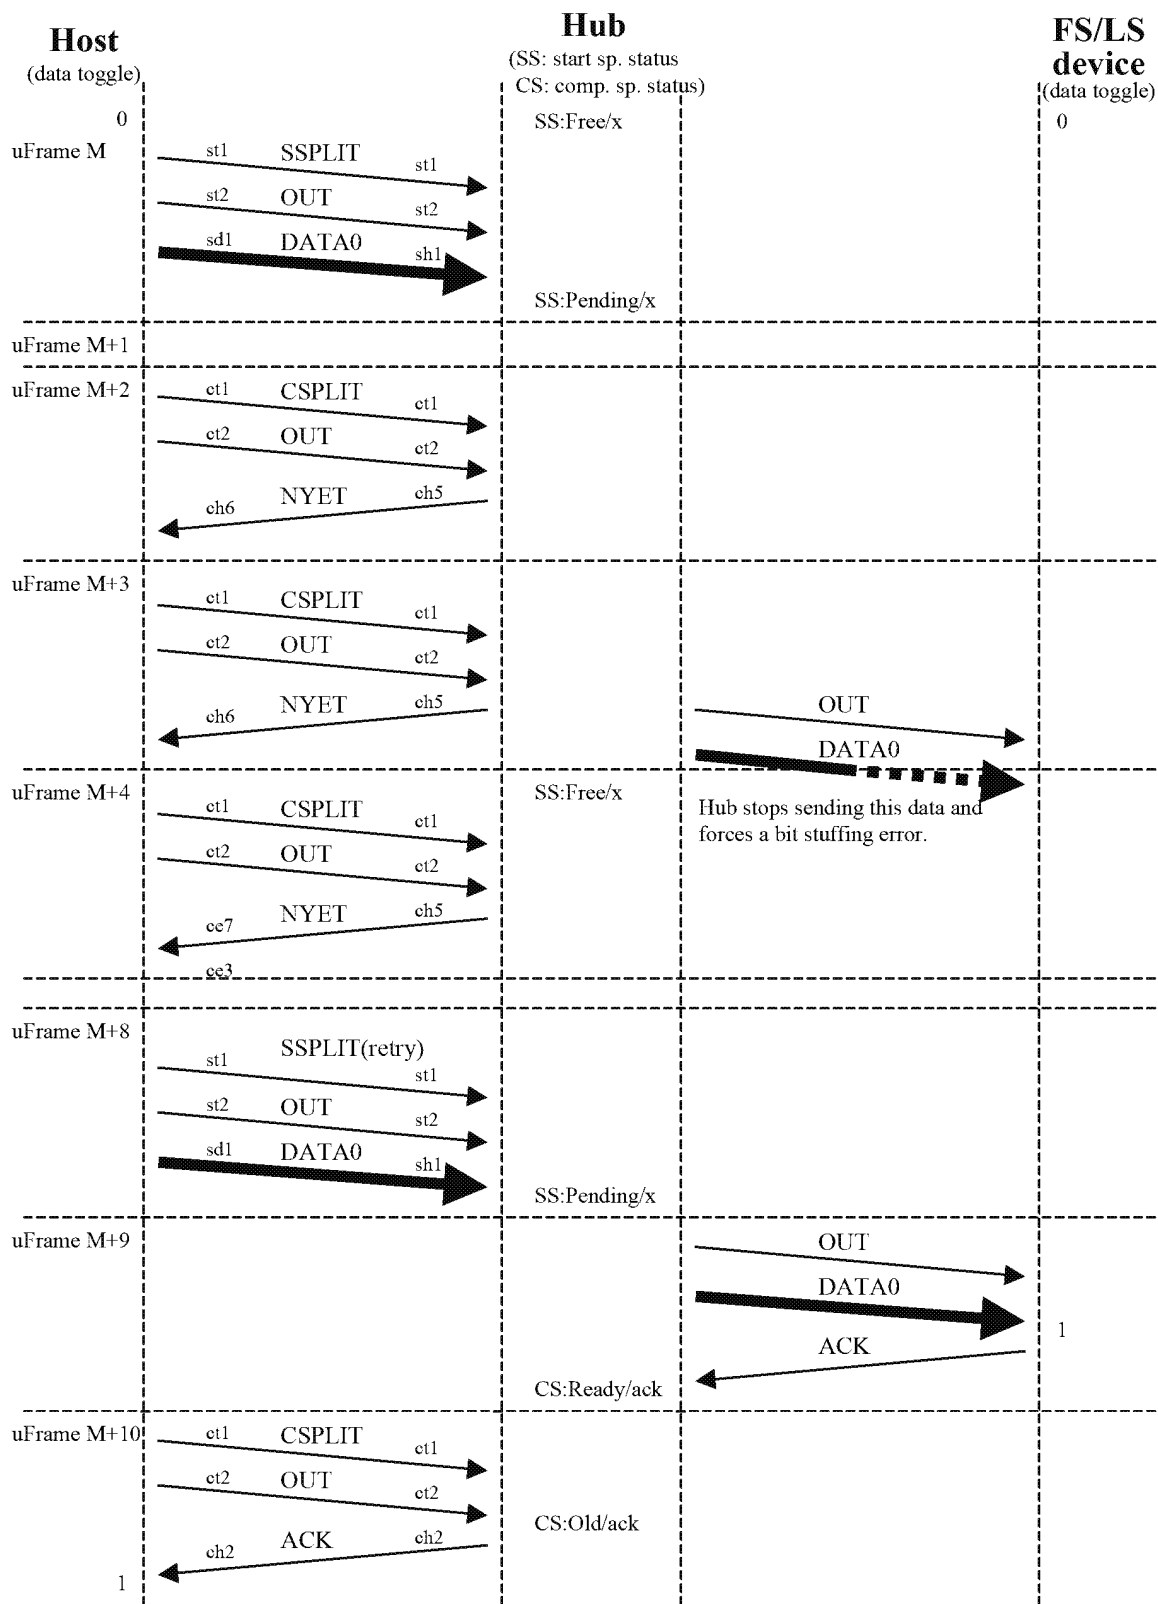 Host
(data toggle)
Hub
(SS: start sp. status
CS: comp. sp. status)
FS/LS
device
(data toggle)
0
SS:Free/x
0
uFrame M
st1 SSPLIT st1
st2 OUT st2
sd1 DATA0 sh1
SS:Pending/x
uFrame M+1
uFrame M+2
ct1 CSPLIT ct1
ct2 OUT ct2
ch6 NYET ch5
uFrame M+3
ct1 CSPLIT ct1
ct2 OUT ct2
ch6 NYET ch5
OUT
DATA0
uFrame M+4
SS:Free/x
Hub stops sending this data and
forces a bit stuffing error.
ct1 CSPLIT ct1
ct2 OUT ct2
ce7 NYET ch5
ce3
uFrame M+8
SSPLIT(retry)
st1 st1
st2 OUT st2
sd1 DATA0 sh1
SS:Pending/x
uFrame M+9
OUT
DATA0
1
ACK
CS:Ready/ack
uFrame M+10
ct1 CSPLIT ct1
ct2 OUT ct2
CS:Old/ack
ch2 ACK ch2
1